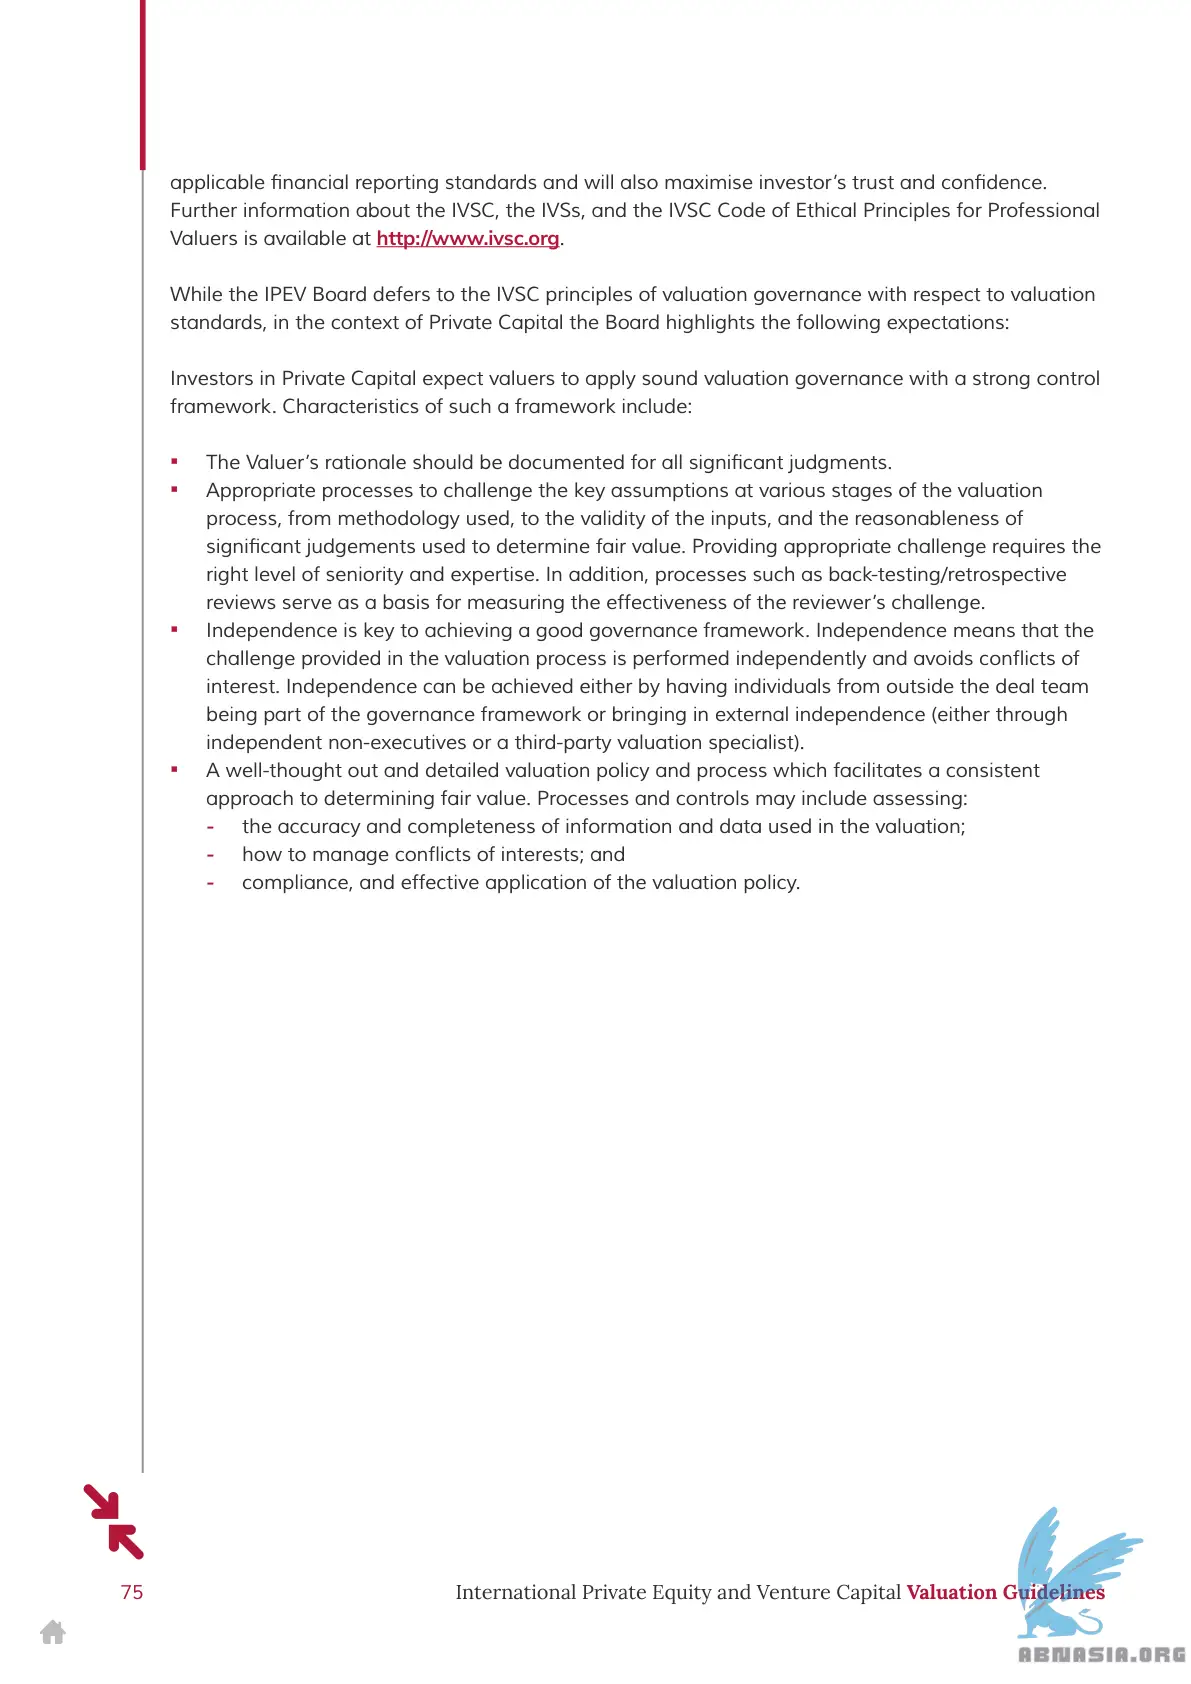 applicable financial reporting standards and will also maximise investor’s trust and confidence.
Further information about the IVSC, the IVSs, and the IVSC Code of Ethical Principles for Professional
Valuers is available at http://www.ivsc.org.
While the IPEV Board defers to the IVSC principles of valuation governance with respect to valuation
standards, in the context of Private Capital the Board highlights the following expectations:
Investors in Private Capital expect valuers to apply sound valuation governance with a strong control
framework. Characteristics of such a framework include:
▪ The Valuer’s rationale should be documented for all significant judgments.
▪ Appropriate processes to challenge the key assumptions at various stages of the valuation
process, from methodology used, to the validity of the inputs, and the reasonableness of
significant judgements used to determine fair value. Providing appropriate challenge requires the
right level of seniority and expertise. In addition, processes such as back-testing/retrospective
reviews serve as a basis for measuring the effectiveness of the reviewer’s challenge.
▪ Independence is key to achieving a good governance framework. Independence means that the
challenge provided in the valuation process is performed independently and avoids conflicts of
interest. Independence can be achieved either by having individuals from outside the deal team
being part of the governance framework or bringing in external independence (either through
independent non-executives or a third-party valuation specialist).
▪ A well-thought out and detailed valuation policy and process which facilitates a consistent
approach to determining fair value. Processes and controls may include assessing:
- the accuracy and completeness of information and data used in the valuation;
- how to manage conflicts of interests; and
- compliance, and effective application of the valuation policy.
75 International Private Equity and Venture Capital Valuation Guidelines
ABNASIA.ORG